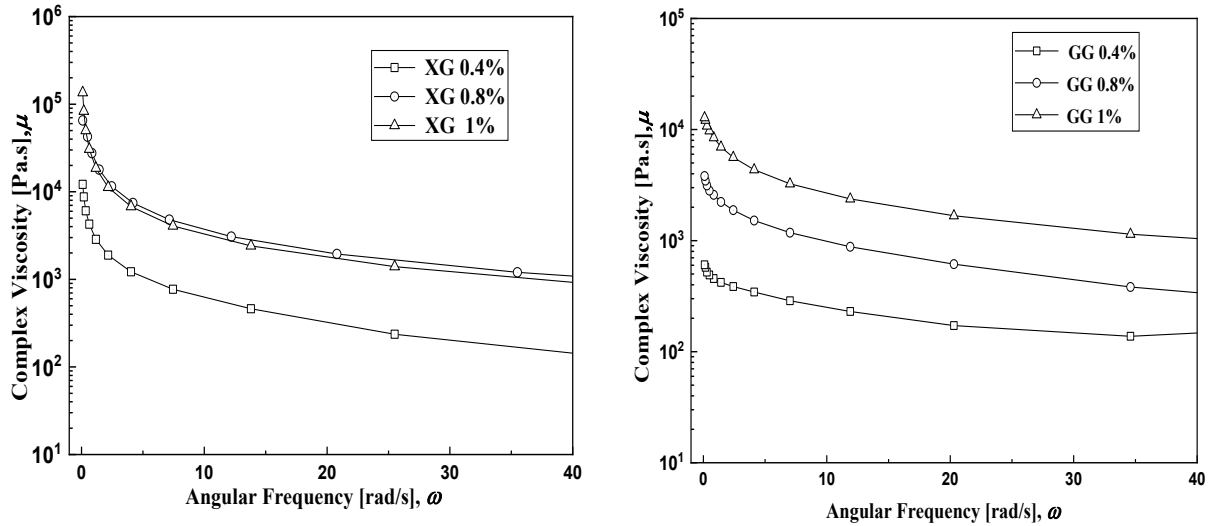 10^6
10^5
10^4
10^3
10^2
10^1
Complex Viscosity [Pa.s],μ
XG 0.4%
XG 0.8%
XG 1%
0 10 20 30 40
Angular Frequency [rad/s], ω
10^5
10^4
10^3
10^2
10^1
Complex Viscosity [Pa.s],μ
GG 0.4%
GG 0.8%
GG 1%
0 10 20 30 40
Angular Frequency [rad/s], ω